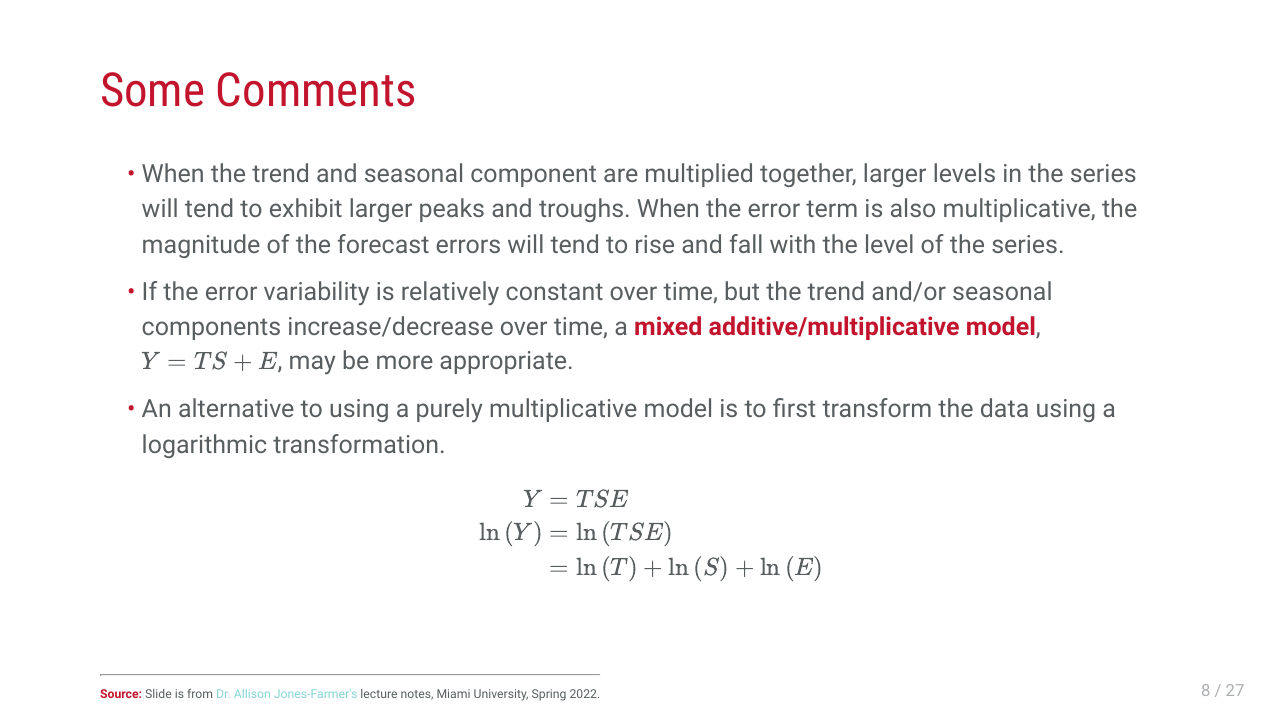 Some Comments
• When the trend and seasonal component are multiplied together, larger levels in the series
will tend to exhibit larger peaks and troughs. When the error term is also multiplicative, the
magnitude of the forecast errors will tend to rise and fall with the level of the series.
• If the error variability is relatively constant over time, but the trend and/or seasonal
components increase/decrease over time, a mixed additive/multiplicative model,
Y = TS + E, may be more appropriate.
• An alternative to using a purely multiplicative model is to first transform the data using a
logarithmic transformation.
Y = TSE
ln (Y) = ln (TSE)
= ln (T) + ln (S) + ln (E)
Source: Slide is from Dr. Allison Jones-Farmer's lecture notes, Miami University, Spring 2022.
8 / 27